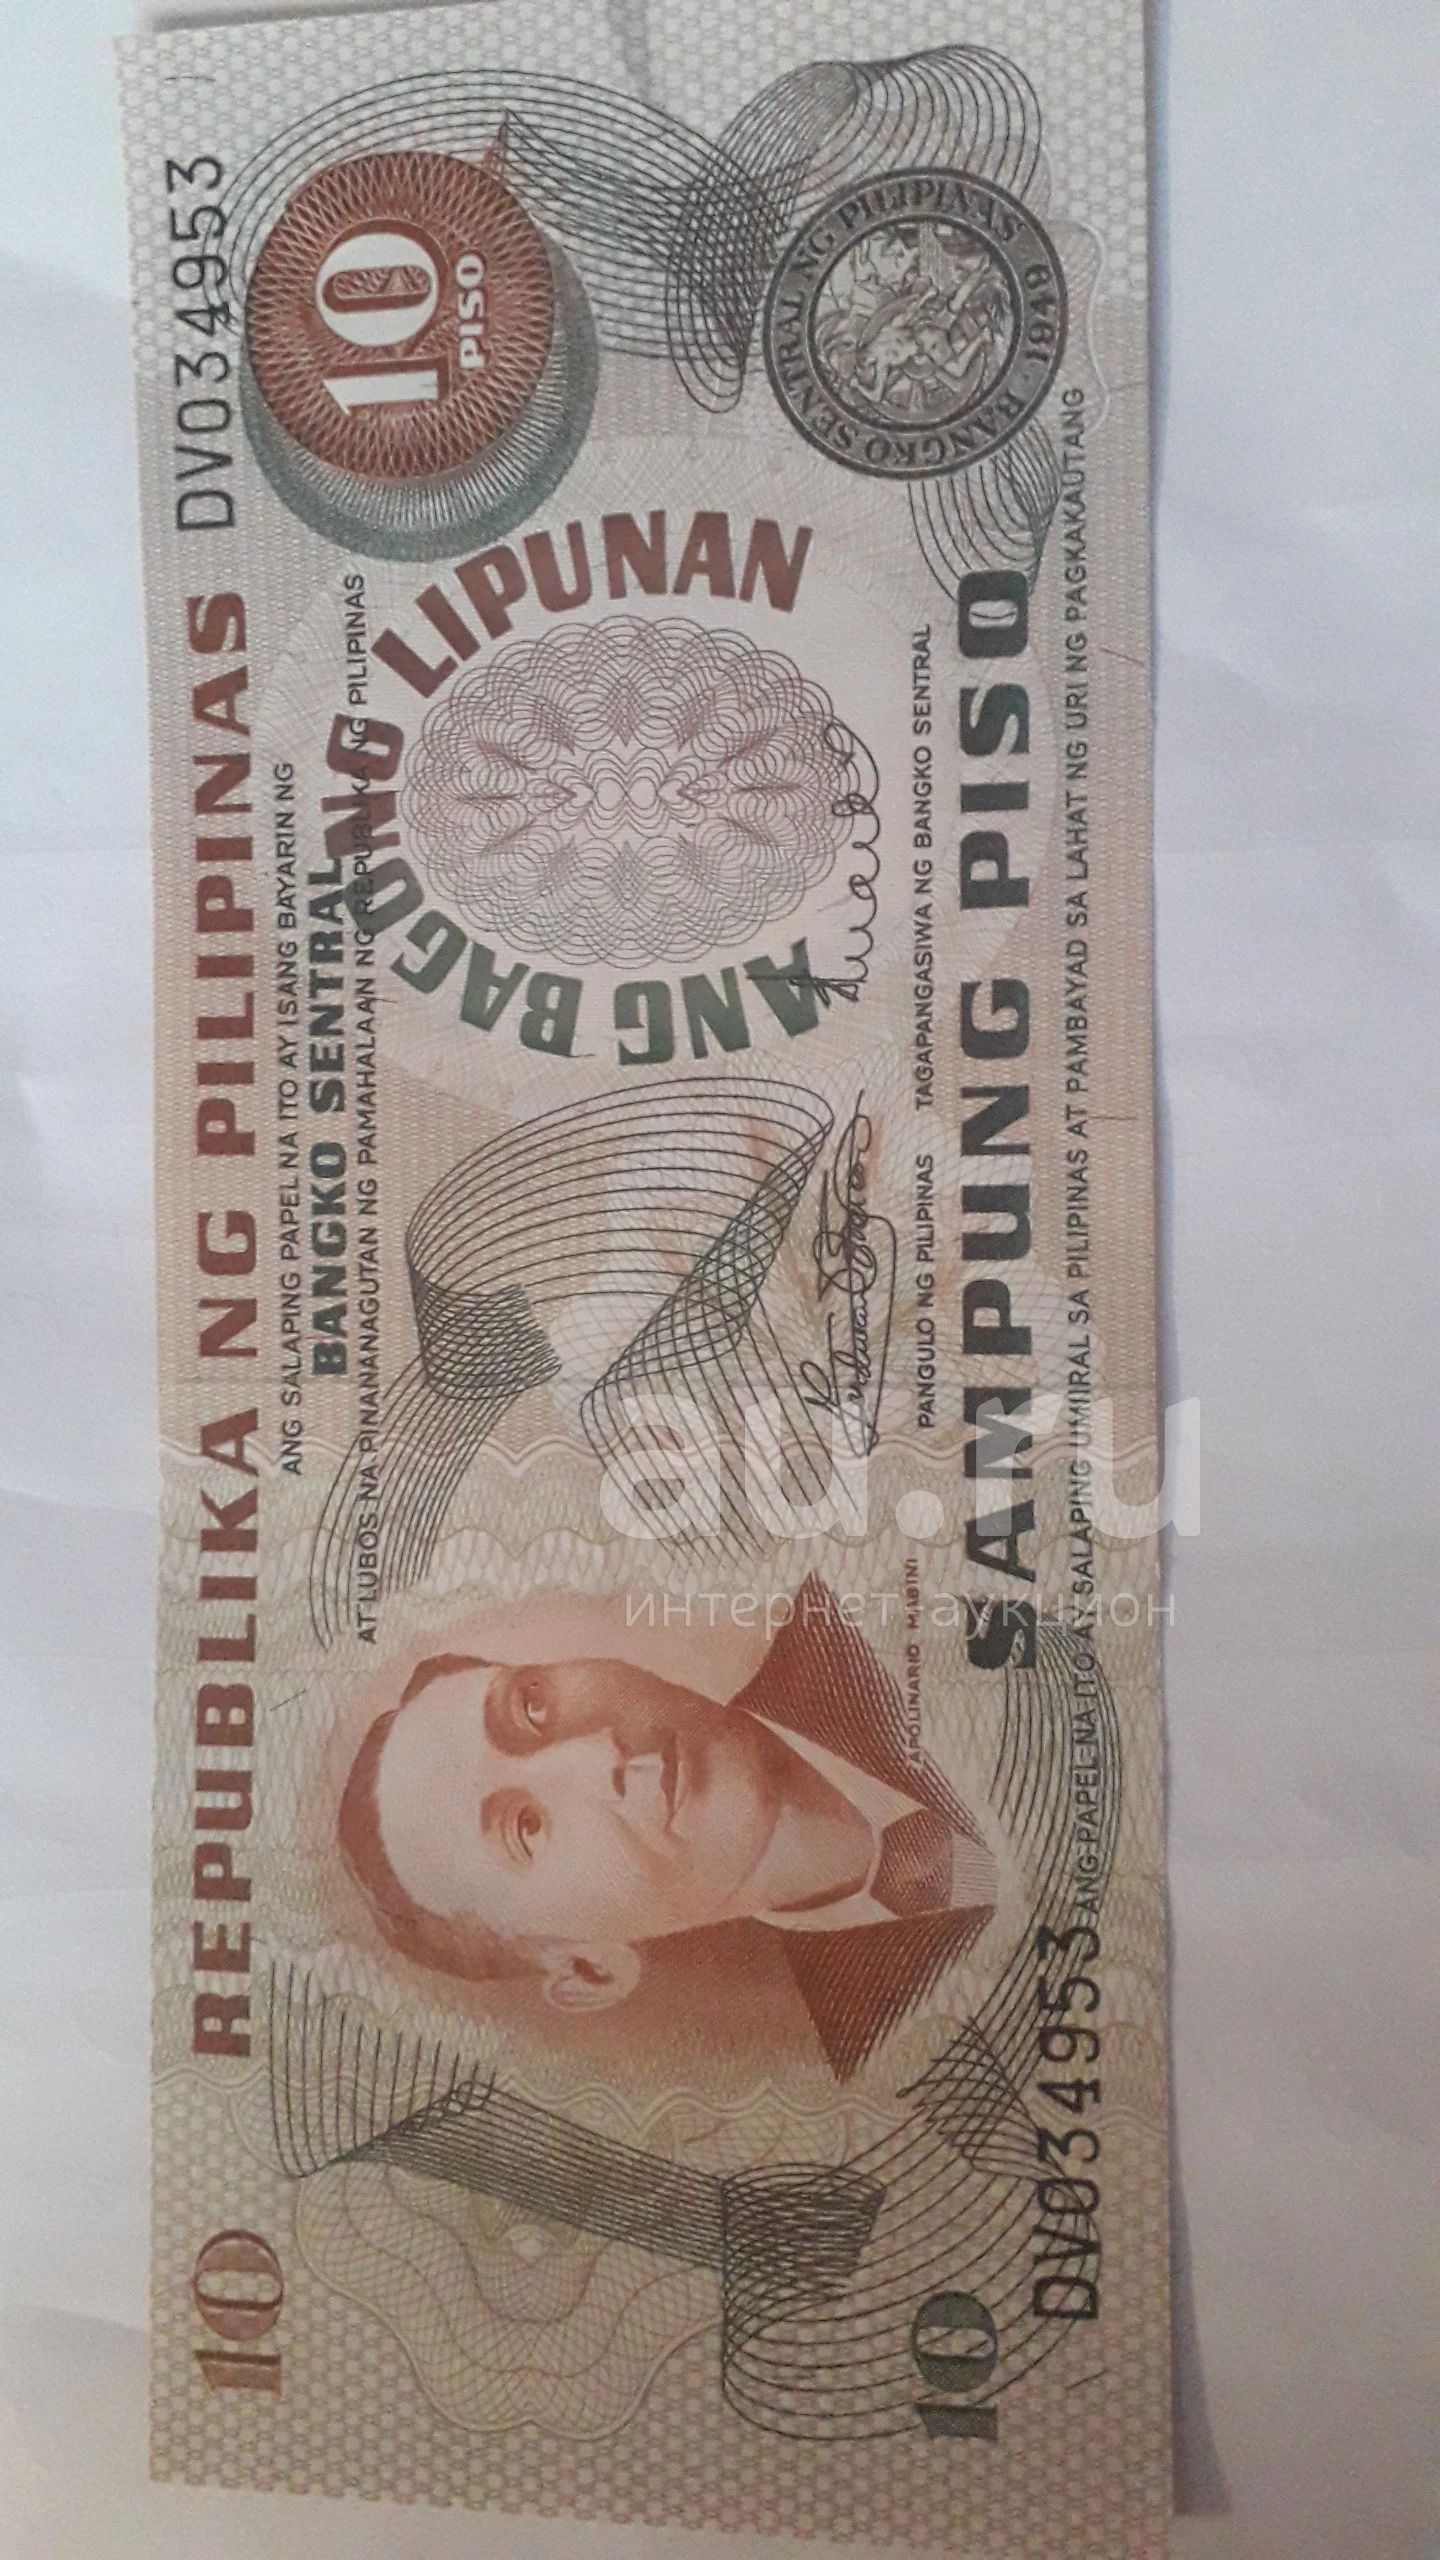 REPUBLIKA NG PILIPINAS
DV034953
10
ANG SALAPING PAPEL NA ITO AY ISANG BAYARIN NG
BANGKO SENTRAL
AT LUBOS NA PINANANAGUTAN NG PAMAHALAAN NG REPUBLIKA NG PILIPINAS
10
PISO
ANG BAGONG LIPUNAN
BANGKO SENTRAL NG PILIPINAS · 1949 ·
APOLINARIO MABINI
PANGULO NG PILIPINAS
TAGAPANGASIWA NG BANGKO SENTRAL
10
SAMPUNG PISO
DV034953
ANG PAPEL NA ITO AY SALAPING UMIIRAL SA PILIPINAS AT PAMBAYAD SA LAHAT NG URI NG PAGKAKAUTANG
au.ru
интернет-аукцион